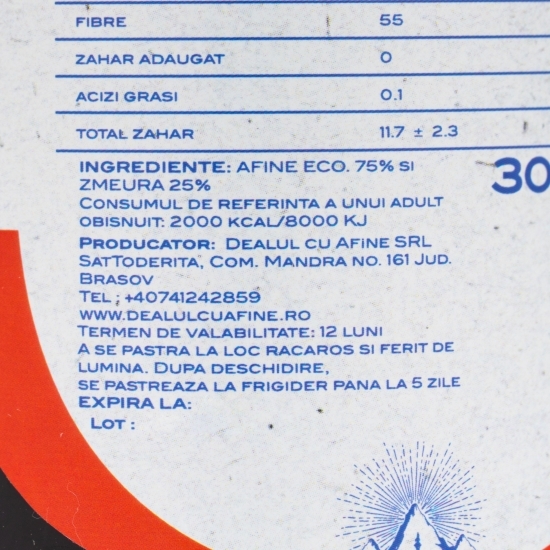 FIBRE 55
ZAHAR ADAUGAT 0
ACIZI GRASI 0.1
TOTAL ZAHAR 11.7 ± 2.3
INGREDIENTE: AFINE ECO. 75% SI
ZMEURA 25%
30
CONSUMUL DE REFERINTA A UNUI ADULT
OBISNUIT: 2000 KCAL/8000 KJ
PRODUCATOR: DEALUL CU AFINE SRL
SATTODERITA, COM. MANDRA NO. 161 JUD.
BRASOV
TEL ; +40741242859
WWW.DEALULCUAFINE.RO
TERMEN DE VALABILITATE: 12 LUNI
A SE PASTRA LA LOC RACAROS SI FERIT DE
LUMINA. DUPA DESCHIDIRE,
SE PASTREAZA LA FRIGIDER PANA LA 5 ZILE
EXPIRA LA:
LOT :